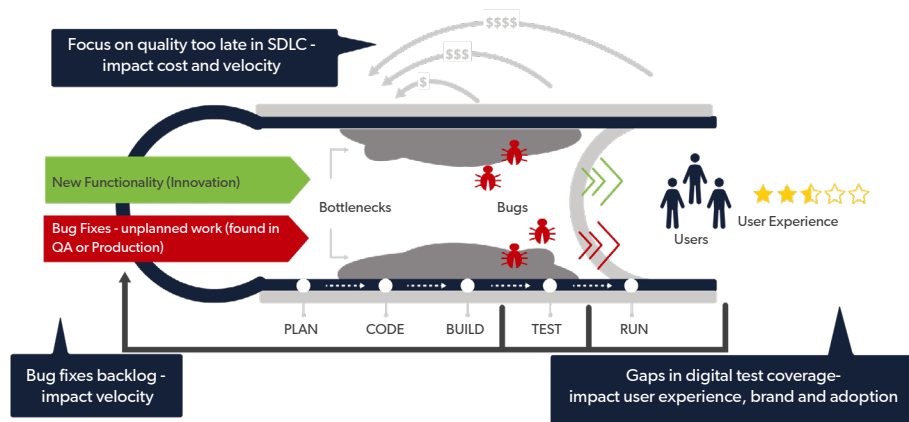 $$$$
Focus on quality too late in SDLC -
impact cost and velocity
$$$
$
New Functionality (Innovation)
Bottlenecks
Bugs
Users
User Experience
Bug Fixes - unplanned work (found in
QA or Production)
PLAN
CODE
BUILD
TEST
RUN
Bug fixes backlog -
impact velocity
Gaps in digital test coverage-
impact user experience, brand and adoption